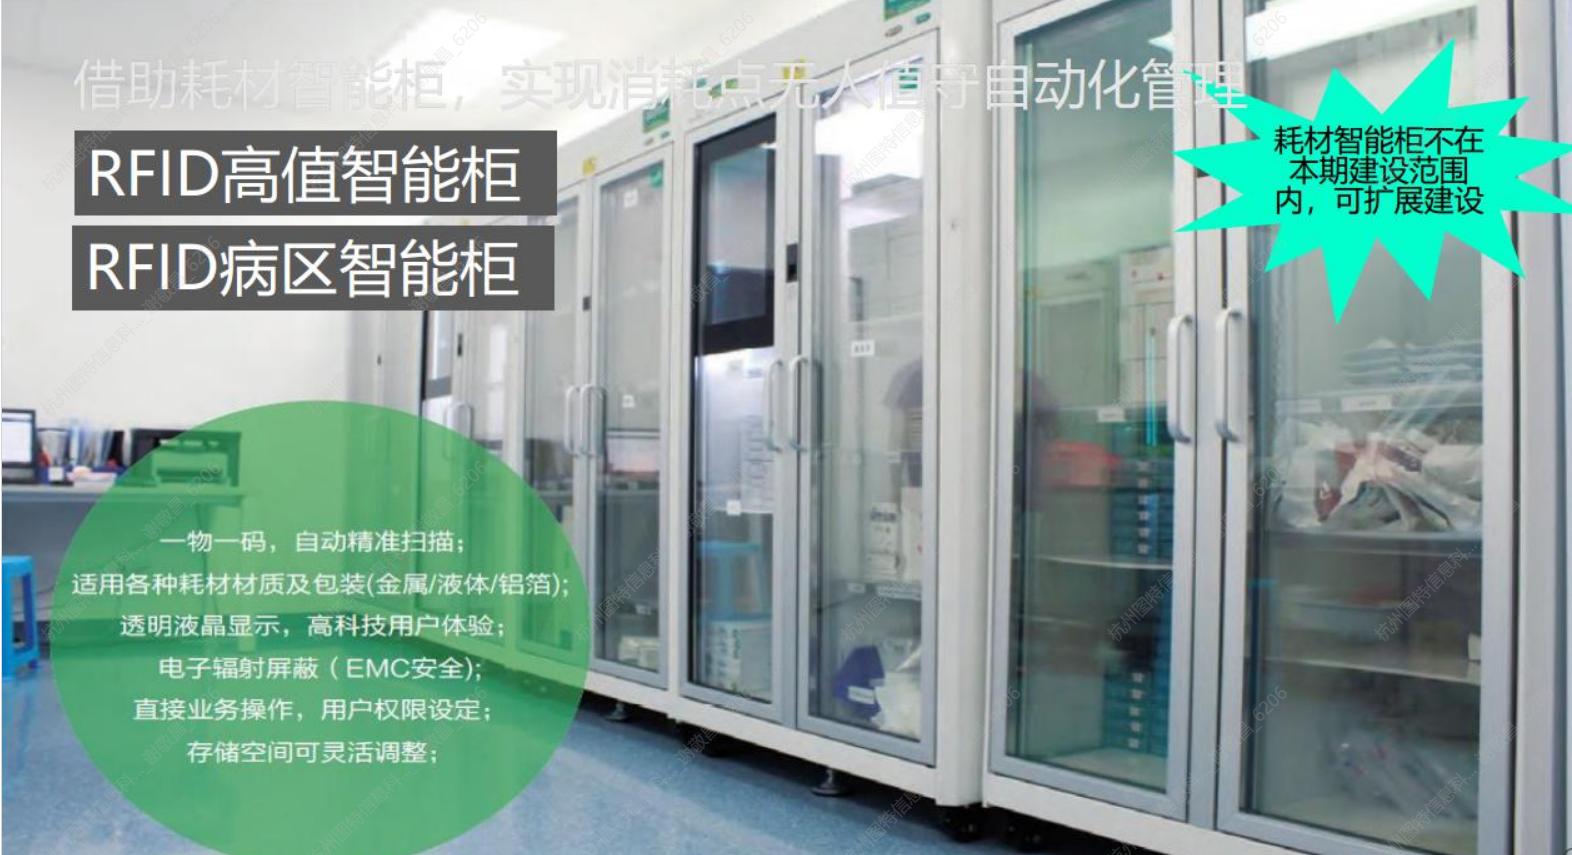 借助耗材智能柜，实现消耗点无人值守自动化管理
RFID高值智能柜
RFID病区智能柜
耗材智能柜不在
本期建设范围
内，可扩展建设
一物一码，自动精准扫描；
适用各种耗材材质及包装(金属/液体/铝箔)；
透明液晶显示，高科技用户体验；
电子辐射屏蔽（EMC安全)；
直接业务操作，用户权限设定；
存储空间可灵活调整；